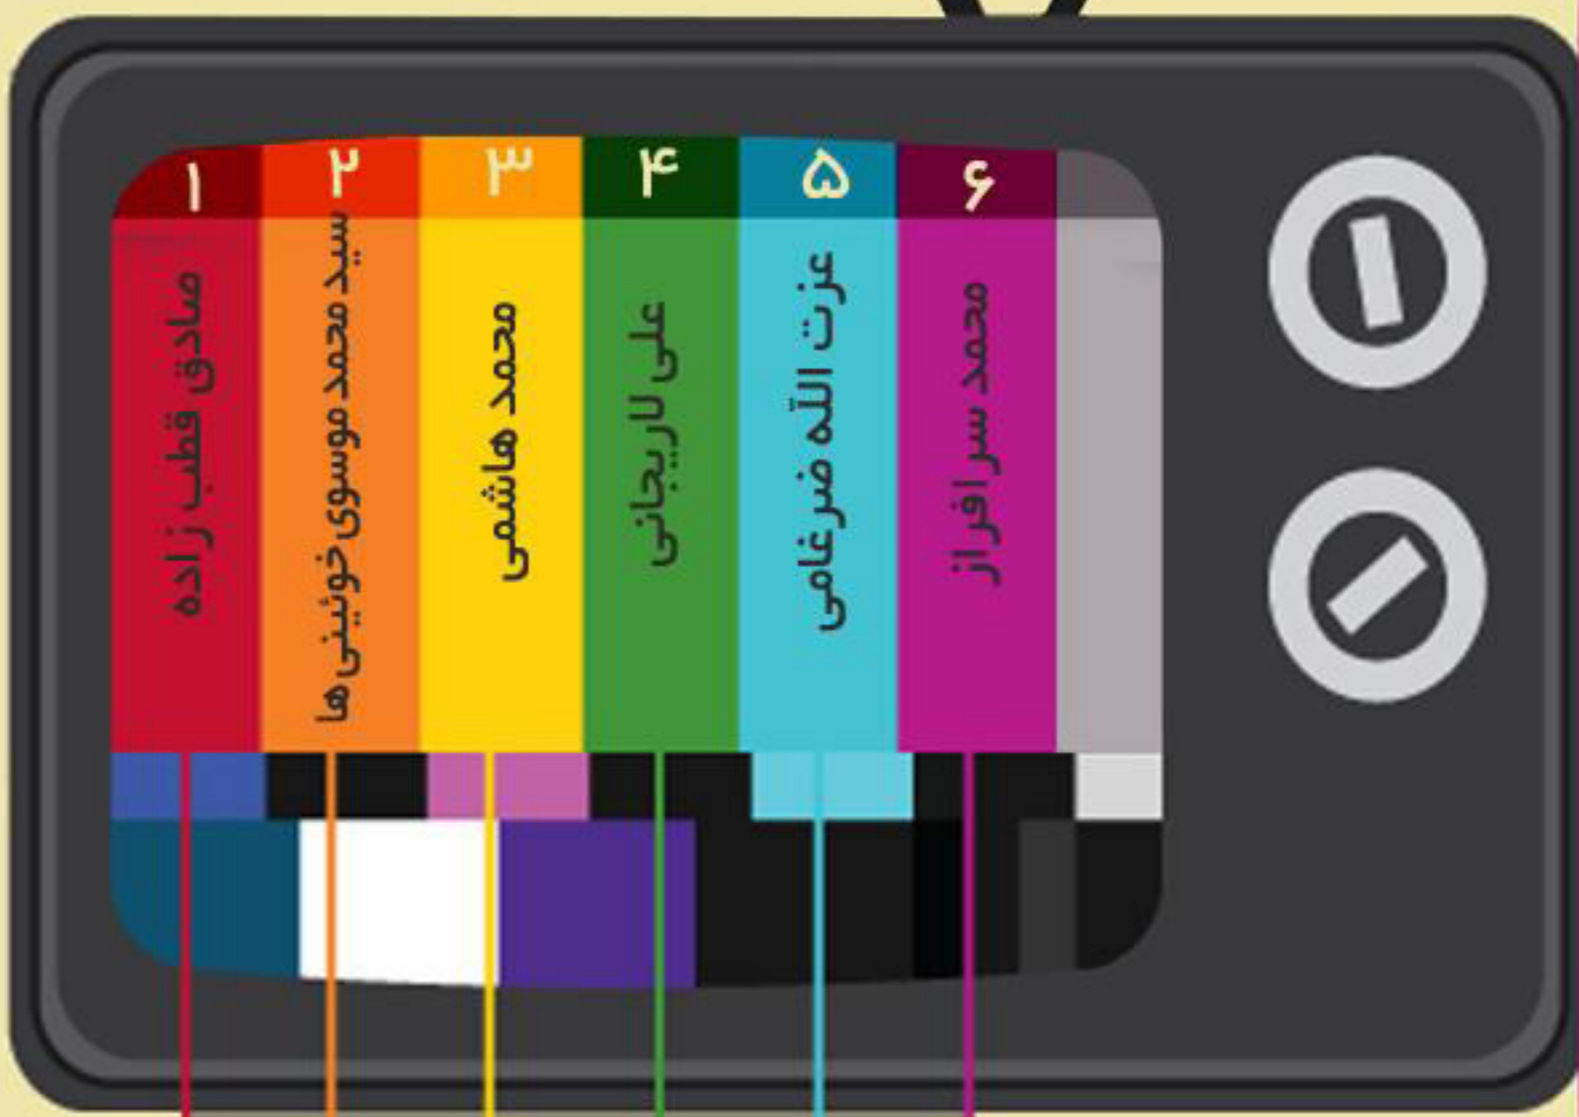 ۱
صادق قطب زاده
۲
سید محمد موسوی خوئینی‌ها
۳
محمد هاشمی
۴
علی لاریجانی
۵
عزت الله ضرغامی
۶
محمد سرافراز